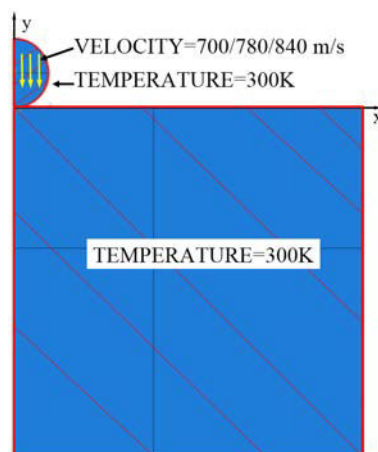 y
VELOCITY=700/780/840 m/s
TEMPERATURE=300K
x
TEMPERATURE=300K